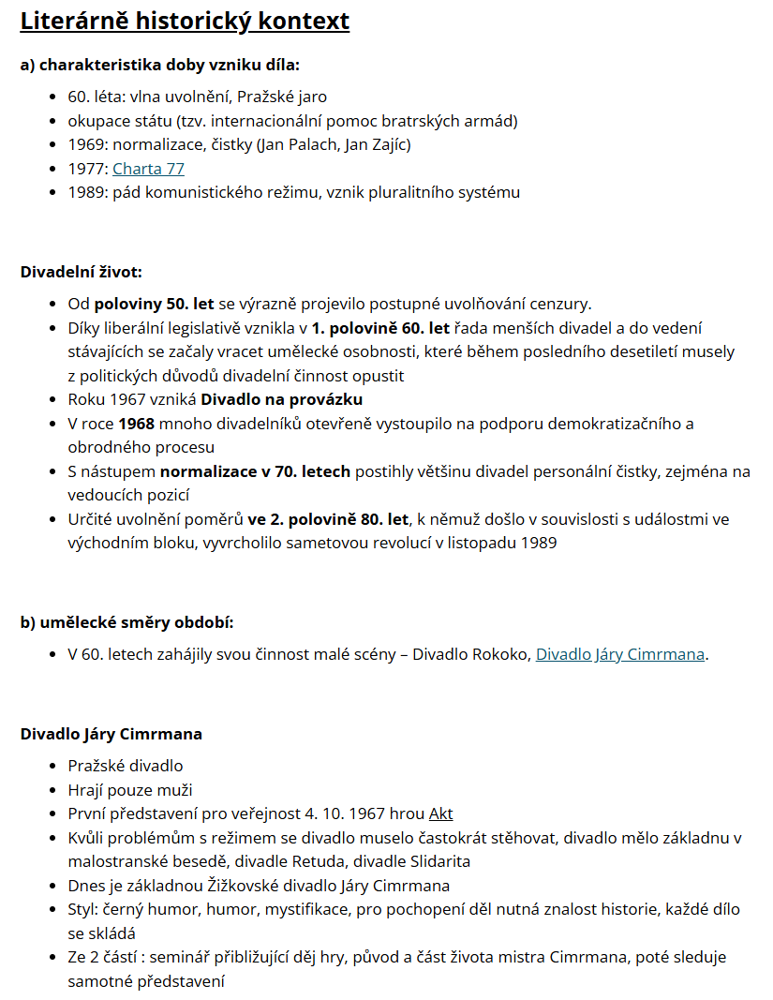 Literárně historický kontext
a) charakteristika doby vzniku díla:
• 60. léta: vlna uvolnění, Pražské jaro
• okupace státu (tzv. internacionální pomoc bratrských armád)
• 1969: normalizace, čistky (Jan Palach, Jan Zajíc)
• 1977: Charta 77
• 1989: pád komunistického režimu, vznik pluralitního systému
Divadelní život:
• Od poloviny 50. let se výrazně projevilo postupné uvolňování cenzury.
• Díky liberální legislativě vznikla v 1. polovině 60. let řada menších divadel a do vedení
stávajících se začaly vracet umělecké osobnosti, které během posledního desetiletí musely
z politických důvodů divadelní činnost opustit
• Roku 1967 vzniká Divadlo na provázku
• V roce 1968 mnoho divadelníků otevřeně vystoupilo na podporu demokratizačního a
obrodného procesu
• S nástupem normalizace v 70. letech postihly většinu divadel personální čistky, zejména na
vedoucích pozicí
• Určité uvolnění poměrů ve 2. polovině 80. let, k němuž došlo v souvislosti s událostmi ve
východním bloku, vyvrcholilo sametovou revolucí v listopadu 1989
b) umělecké směry období:
• V 60. letech zahájily svou činnost malé scény – Divadlo Rokoko, Divadlo Járy Cimrmana.
Divadlo Járy Cimrmana
• Pražské divadlo
• Hrají pouze muži
• První představení pro veřejnost 4. 10. 1967 hrou Akt
• Kvůli problémům s režimem se divadlo muselo častokrát stěhovat, divadlo mělo základnu v
malostranské besedě, divadle Retuda, divadle Slidarita
• Dnes je základnou Žižkovské divadlo Járy Cimrmana
• Styl: černý humor, humor, mystifikace, pro pochopení děl nutná znalost historie, každé dílo
se skládá
• Ze 2 částí : seminář přibližující děj hry, původ a část života mistra Cimrmana, poté sleduje
samotné představení